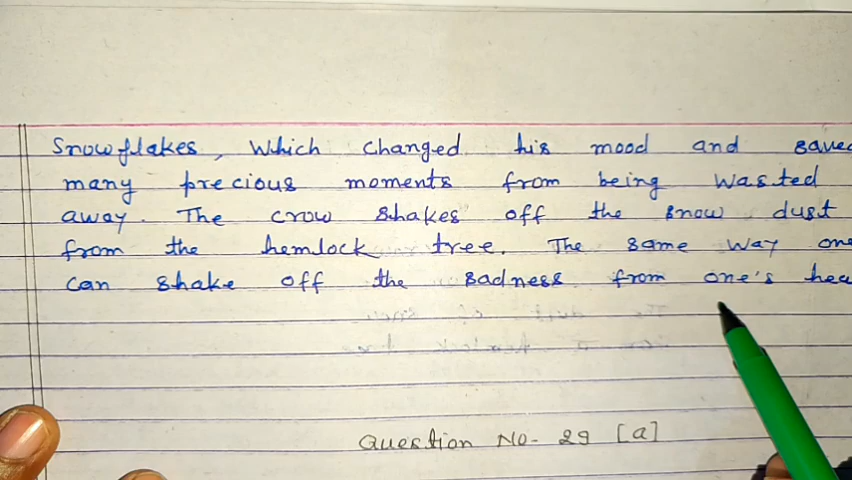 Snowflakes, Which changed his mood and saved
many precious moments from being wasted
away. The crow shakes off the snow dust
from the hemlock tree. The same way one
can shake off the sadness from one's
Question No- 29 [a]